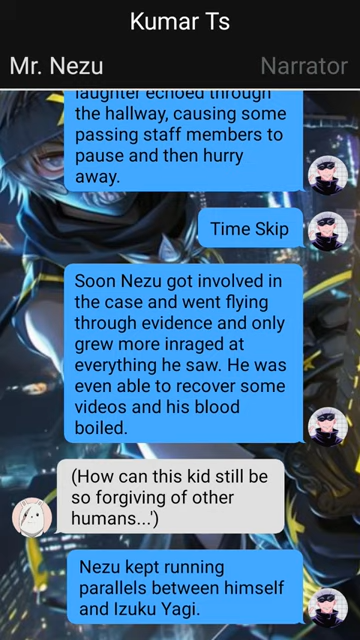 Kumar Ts
Mr. Nezu
Narrator
laughter echoed through
the hallway, causing some
passing staff members to
pause and then hurry
away.
Time Skip
Soon Nezu got involved in
the case and went flying
through evidence and only
grew more inraged at
everything he saw. He was
even able to recover some
videos and his blood
boiled.
(How can this kid still be
so forgiving of other
humans...')
Nezu kept running
parallels between himself
and Izuku Yagi.